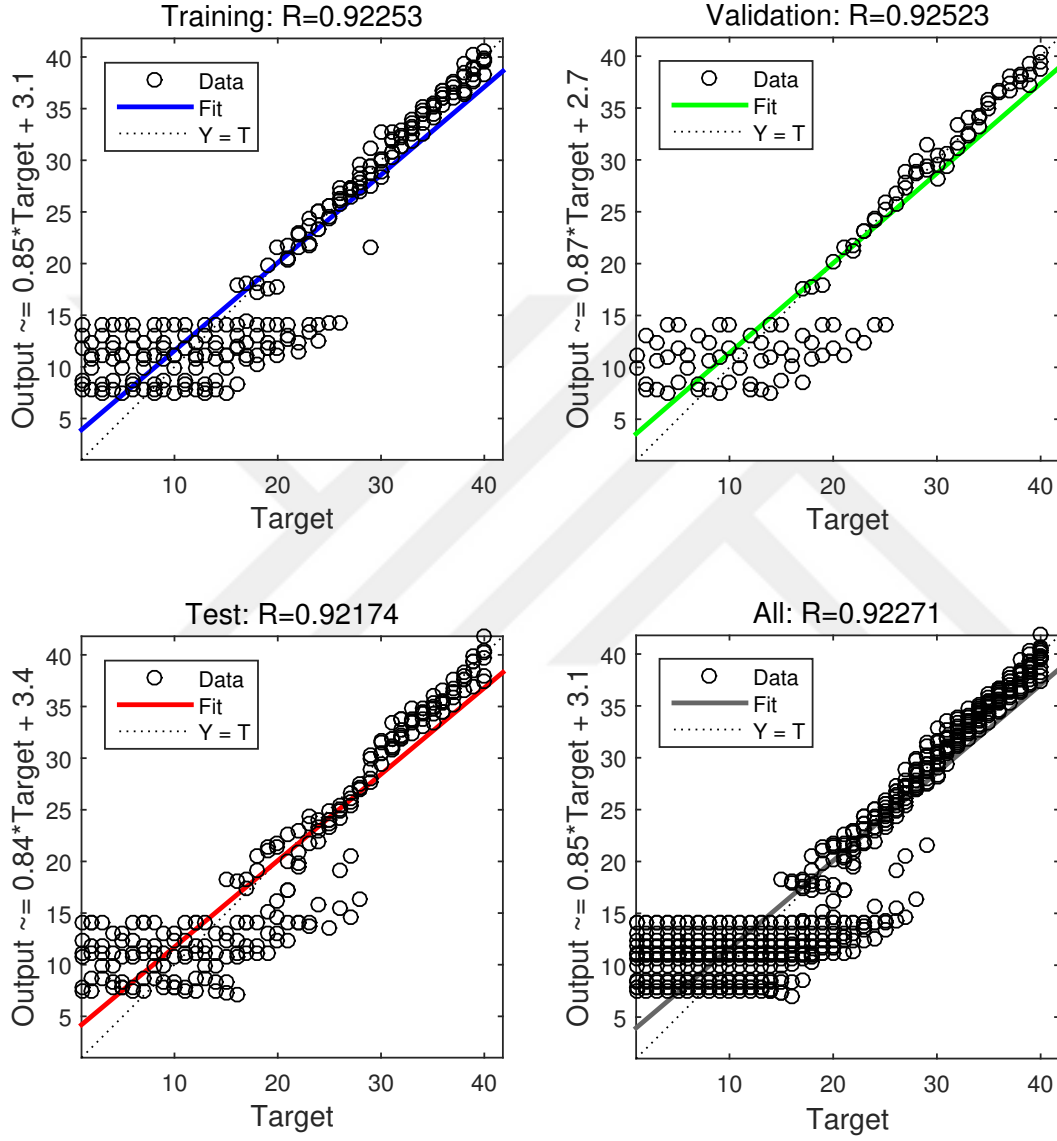 Training: R=0.92253
Output ~= 0.85*Target + 3.1
40
35
30
25
20
15
10
5
Data
Fit
Y = T
10
20
30
40
Target
Validation: R=0.92523
Output ~= 0.87*Target + 2.7
40
35
30
25
20
15
10
5
Data
Fit
Y = T
10
20
30
40
Target
Test: R=0.92174
Output ~= 0.84*Target + 3.4
40
35
30
25
20
15
10
5
Data
Fit
Y = T
10
20
30
40
Target
All: R=0.92271
Output ~= 0.85*Target + 3.1
40
35
30
25
20
15
10
5
Data
Fit
Y = T
10
20
30
40
Target